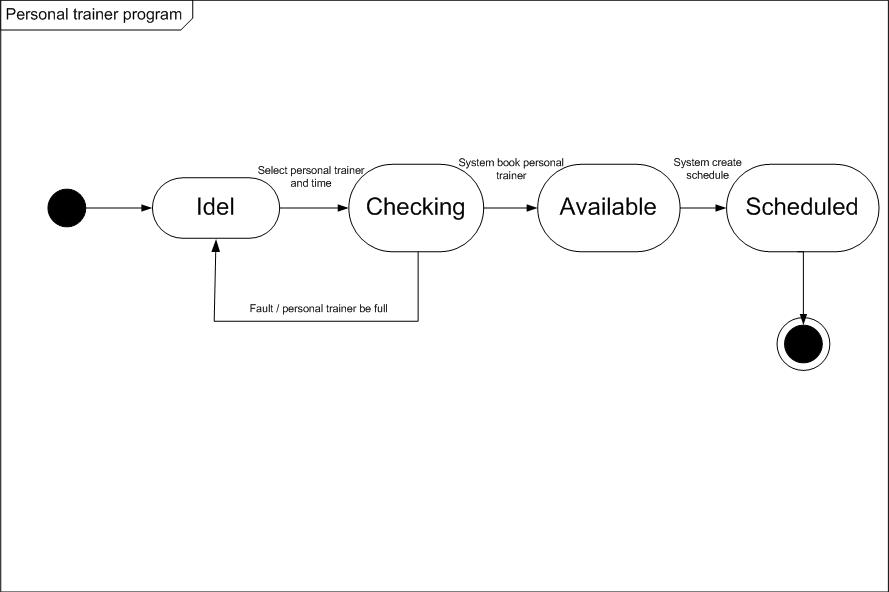 Personal trainer program
Select personal trainer
and time
System book personal
trainer
System create
schedule
Idel
Checking
Available
Scheduled
Fault / personal trainer be full